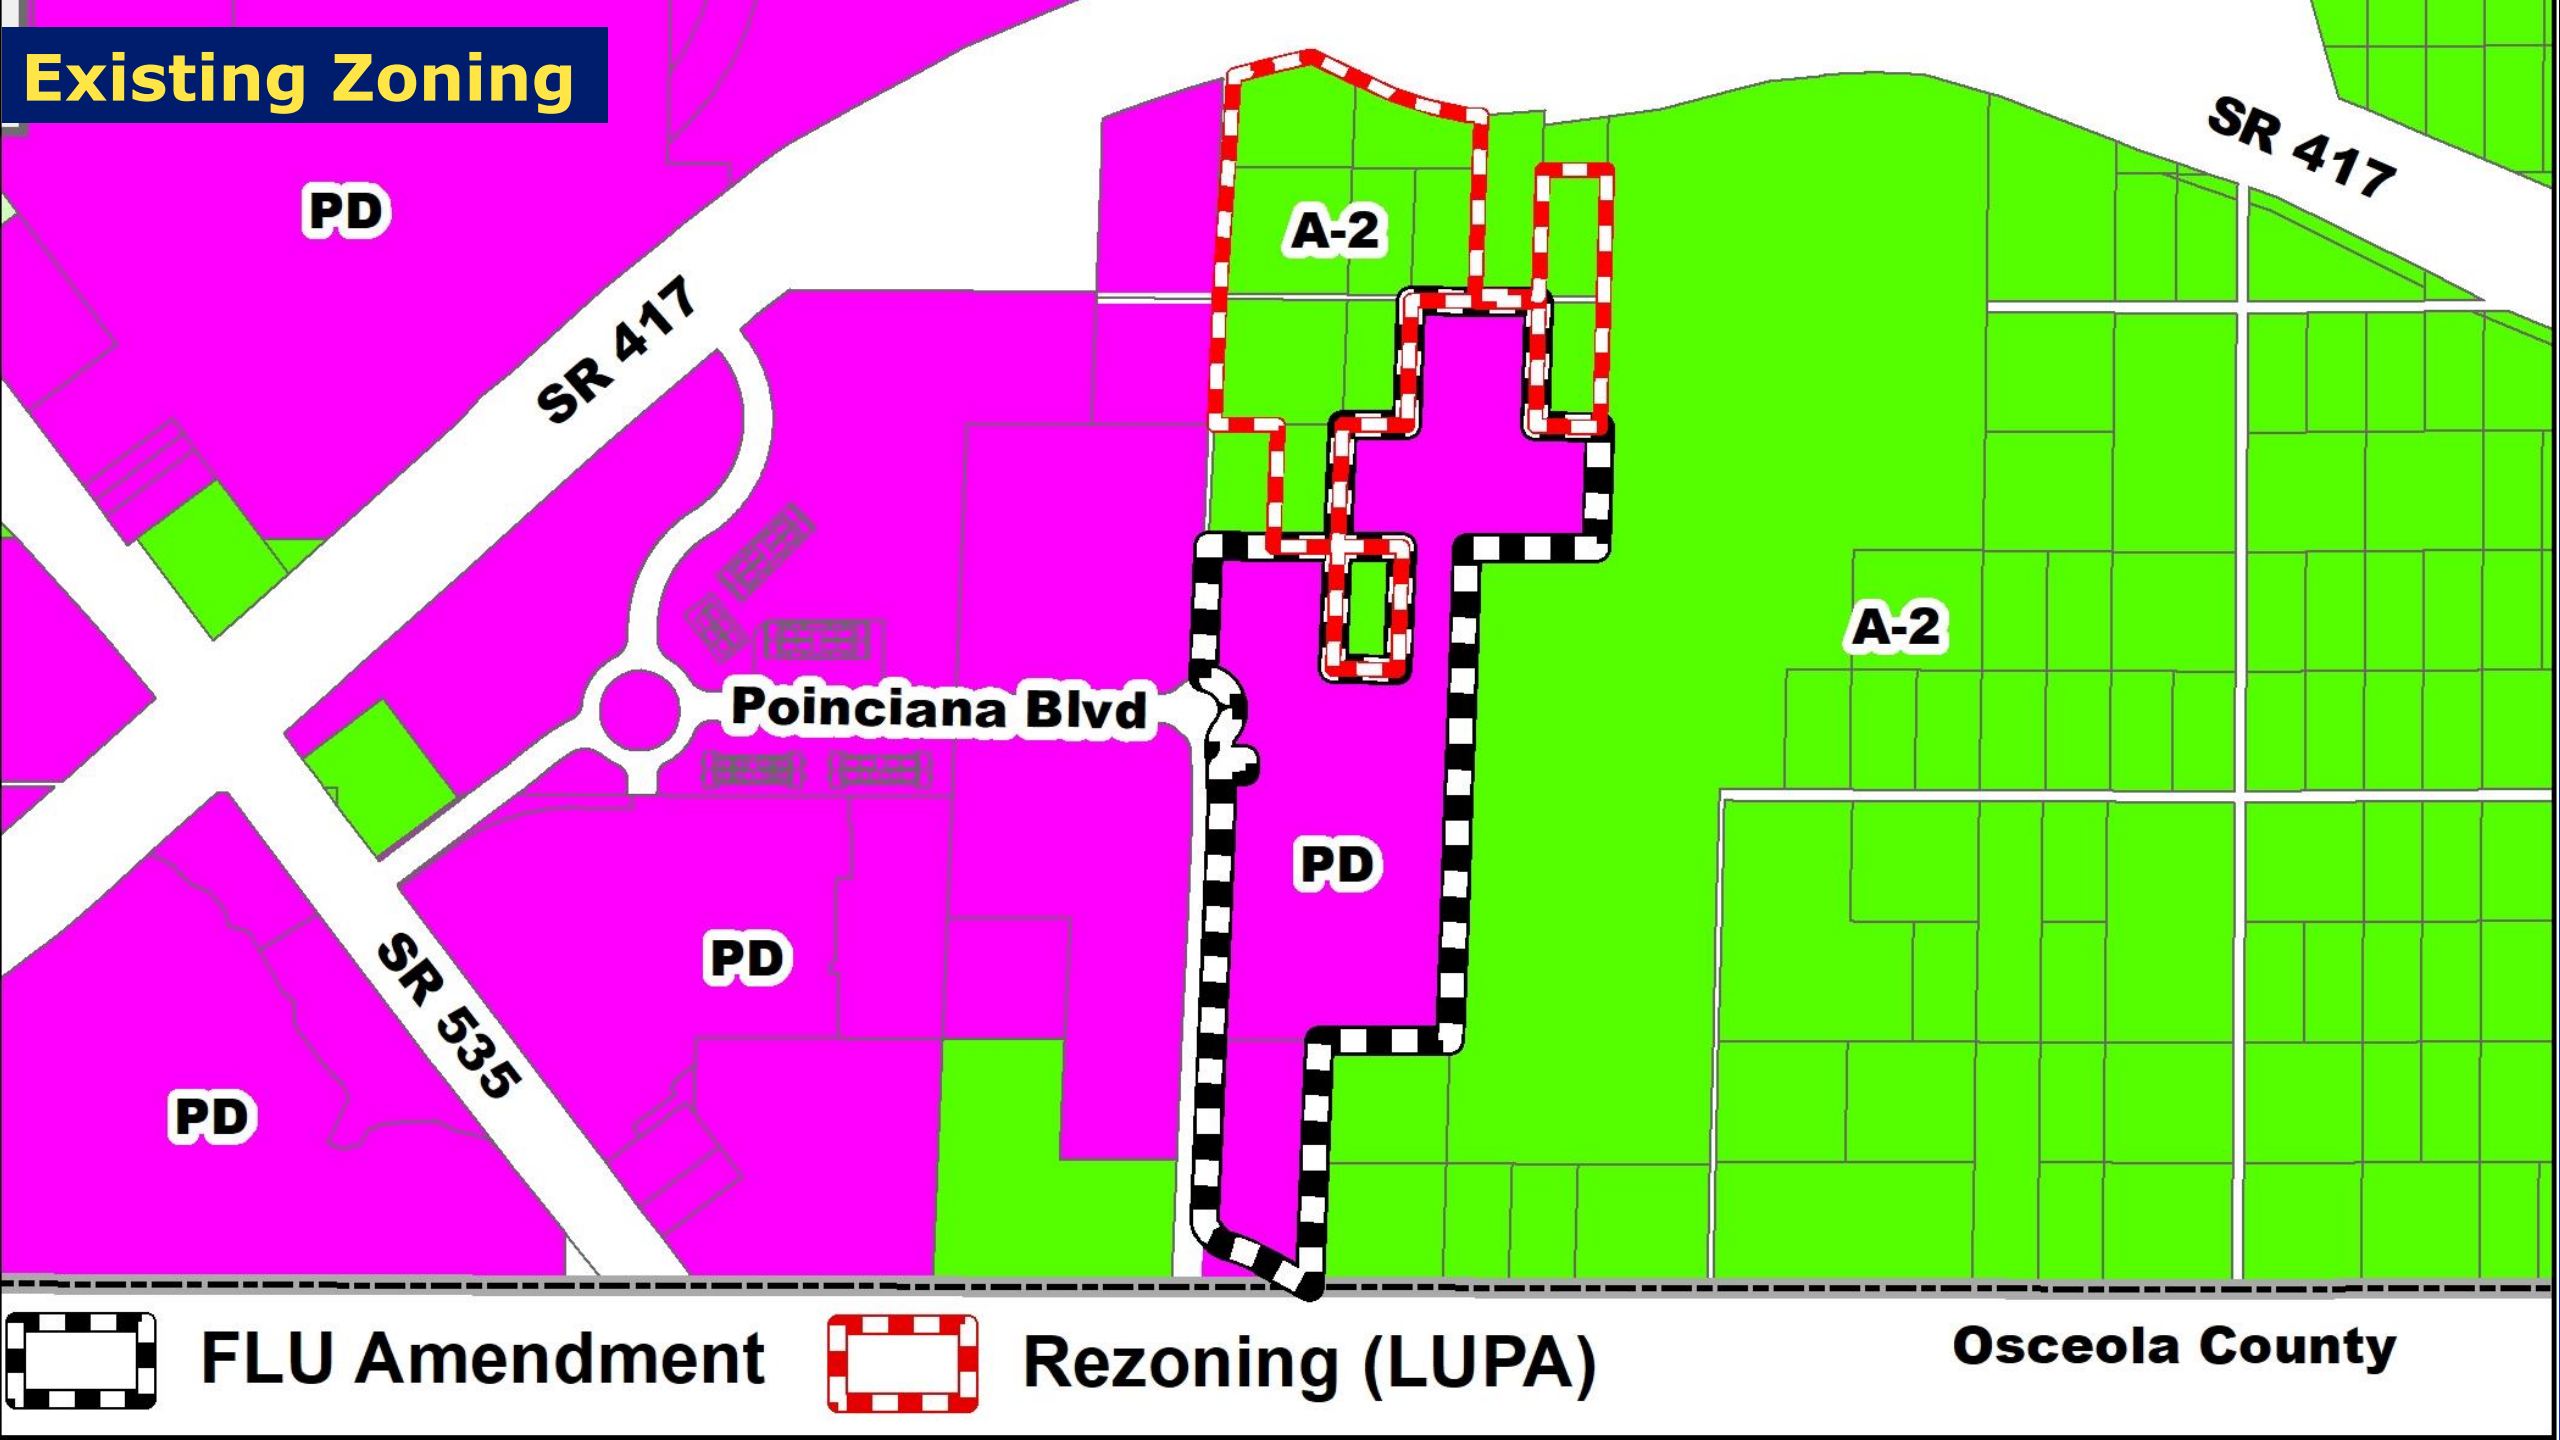 Existing Zoning
SR 417
PD
A-2
SR 417
A-2
Poinciana Blvd
PD
PD
SR 535
PD
FLU Amendment
Rezoning (LUPA)
Osceola County